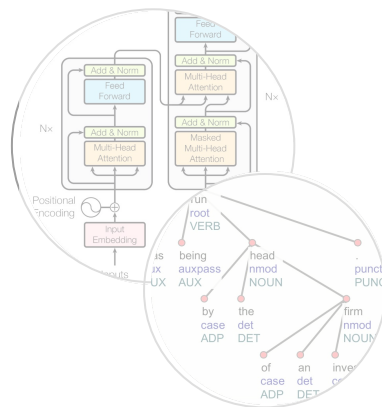 Feed
Forward
Add & Norm
Add & Norm
Multi-Head
Attention
Feed
Forward
N×
Add & Norm
Add & Norm
Multi-Head
Attention
Masked
Multi-Head
Attention
N×
Positional
Encoding
Input
Embedding
run
root
VERB
being
auxpass
AUX
head
nmod
NOUN
punct
by
case
ADP
the
det
DET
firm
nmod
NOUN
of
case
ADP
an
det
DET